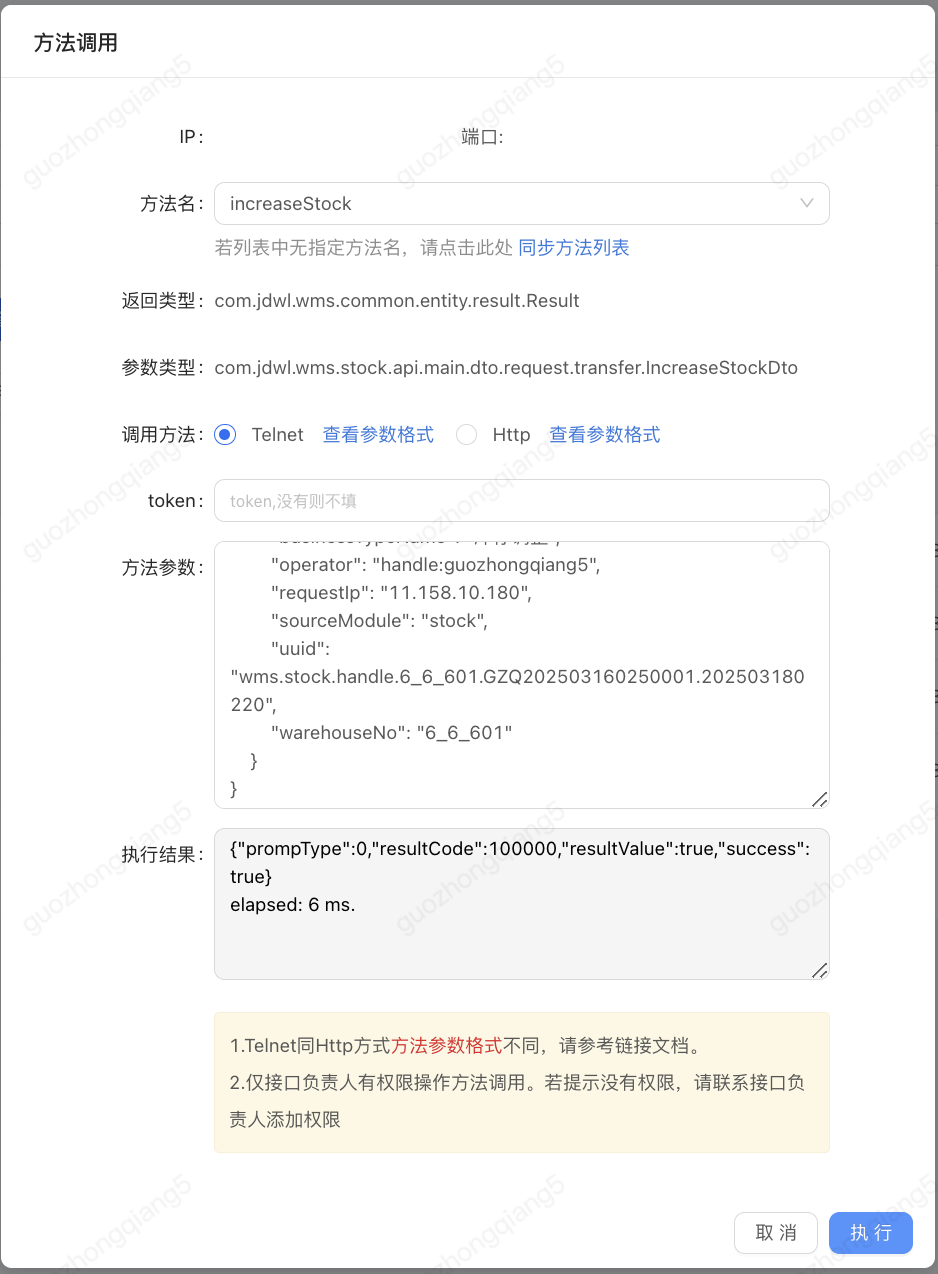 方法调用
IP: 端口:
方法名: increaseStock
若列表中无指定方法名，请点击此处 同步方法列表
返回类型: com.jdwl.wms.common.entity.result.Result
参数类型: com.jdwl.wms.stock.api.main.dto.request.transfer.IncreaseStockDto
调用方法: Telnet 查看参数格式 Http 查看参数格式
token: token,没有则不填
方法参数:
"operator": "handle:guozhongqiang5",
"requestIp": "11.158.10.180",
"sourceModule": "stock",
"uuid":
"wms.stock.handle.6_6_601.GZQ202503160250001.202503180
220",
"warehouseNo": "6_6_601"
}
}
执行结果: {"prompType":0,"resultCode":100000,"resultValue":true,"success":
true}
elapsed: 6 ms.
1.Telnet同Http方式方法参数格式不同，请参考链接文档。
2.仅接口负责人有权限操作方法调用。若提示没有权限，请联系接口负
责人添加权限
取 消 执 行
guozhongqiang5